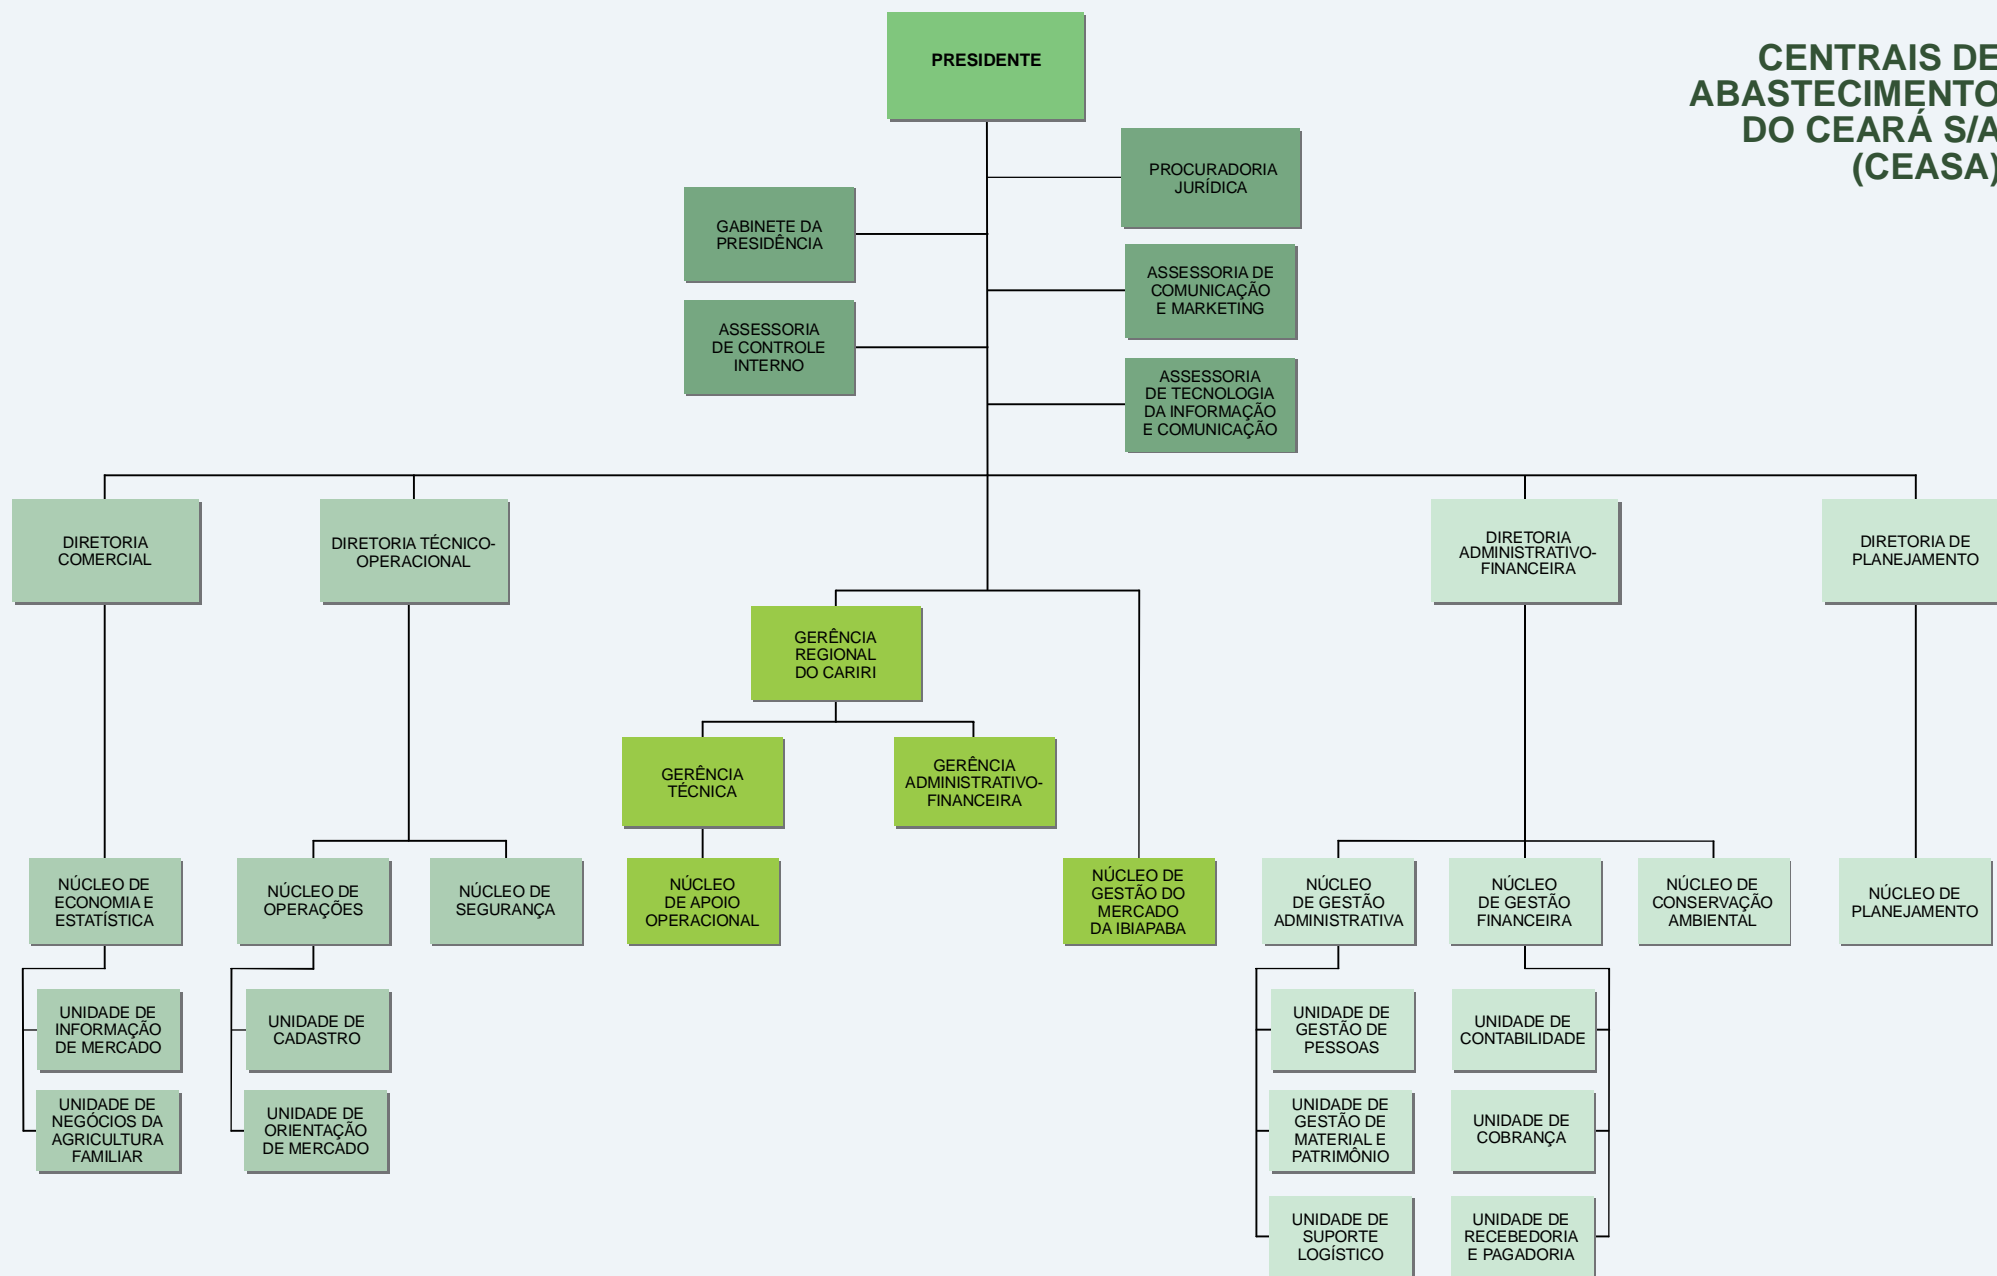 PRESIDENTE
CENTRAIS DE
ABASTECIMENTO
DO CEARÁ S/A
(CEASA)
PROCURADORIA
JURÍDICA
GABINETE DA
PRESIDÊNCIA
ASSESSORIA DE
COMUNICAÇÃO
E MARKETING
ASSESSORIA
DE CONTROLE
INTERNO
ASSESSORIA
DE TECNOLOGIA
DA INFORMAÇÃO
E COMUNICAÇÃO
DIRETORIA
COMERCIAL
DIRETORIA TÉCNICO-
OPERACIONAL
DIRETORIA
ADMINISTRATIVO-
FINANCEIRA
DIRETORIA DE
PLANEJAMENTO
GERÊNCIA
REGIONAL
DO CARIRI
GERÊNCIA
TÉCNICA
GERÊNCIA
ADMINISTRATIVO-
FINANCEIRA
NÚCLEO DE
ECONOMIA E
ESTATÍSTICA
NÚCLEO DE
OPERAÇÕES
NÚCLEO DE
SEGURANÇA
NÚCLEO
DE APOIO
OPERACIONAL
NÚCLEO DE
GESTÃO DO
MERCADO
DA IBIAPABA
NÚCLEO
DE GESTÃO
ADMINISTRATIVA
NÚCLEO
DE GESTÃO
FINANCEIRA
NÚCLEO DE
CONSERVAÇÃO
AMBIENTAL
NÚCLEO DE
PLANEJAMENTO
UNIDADE DE
INFORMAÇÃO
DE MERCADO
UNIDADE DE
CADASTRO
UNIDADE DE
GESTÃO DE
PESSOAS
UNIDADE DE
CONTABILIDADE
UNIDADE DE
NEGÓCIOS DA
AGRICULTURA
FAMILIAR
UNIDADE DE
ORIENTAÇÃO
DE MERCADO
UNIDADE DE
GESTÃO DE
MATERIAL E
PATRIMÔNIO
UNIDADE DE
COBRANÇA
UNIDADE DE
SUPORTE
LOGÍSTICO
UNIDADE DE
RECEBEDORIA
E PAGADORIA